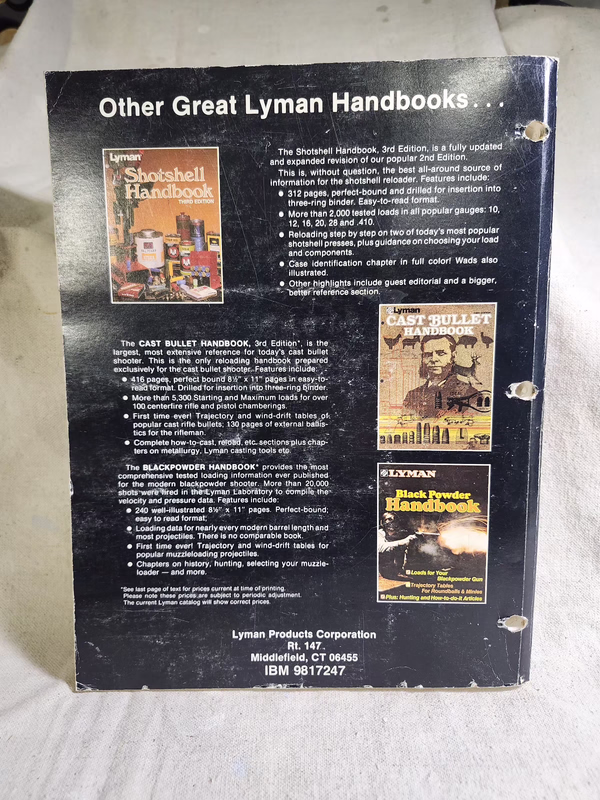 Other Great Lyman Handbooks...
Lyman
Shotshell
Handbook
THIRD EDITION
The Shotshell Handbook, 3rd Edition, is a fully updated
and expanded revision of our popular 2nd Edition.
This is, without question, the best all-around source of
information for the shotshell reloader. Features include:
● 312 pages, perfect-bound and drilled for insertion into
three-ring binder. Easy-to-read format.
● More than 2,000 tested loads in all popular gauges: 10,
12, 16, 20, 28 and .410.
● Reloading step by step on two of today's most popular
shotshell presses, plus guidance on choosing your load
and components.
● Case identification chapter in full color! Wads also
illustrated.
● Other highlights include guest editorial and a bigger,
better reference section.
The CAST BULLET HANDBOOK, 3rd Edition*, is the
largest, most extensive reference for today's cast bullet
shooter. This is the only reloading handbook prepared
exclusively for the cast bullet shooter. Features include:
● 416 pages, perfect bound 8½" x 11" pages in easy-to-
read format. Drilled for insertion into three-ring binder.
● More than 5,300 Starting and Maximum loads for over
100 centerfire rifle and pistol chamberings.
● First time ever! Trajectory and wind-drift tables of
popular cast rifle bullets; 130 pages of external ballis-
tics for the rifleman.
● Complete how-to-cast, reload, etc. sections plus chap-
ters on metallurgy, Lyman casting tools etc.
Lyman
CAST BULLET
HANDBOOK
The BLACKPOWDER HANDBOOK* provides the most
comprehensive tested loading information ever published
for the modern blackpowder shooter. More than 20,000
shots were fired in the Lyman Laboratory to compile the
velocity and pressure data. Features include:
● 240 well-illustrated 8½" x 11" pages. Perfect-bound;
easy to read format;
● Loading data for nearly every modern barrel length and
most projectiles. There is no comparable book.
● First time ever! Trajectory and wind-drift tables for
popular muzzleloading projectiles.
● Chapters on history, hunting, selecting your muzzle-
loader — and more.
LYMAN
Black Powder
Handbook
Loads for Your
Blackpowder Gun
Trajectory Tables
For Roundballs & Minies
Plus: Hunting and How-to-do-it Articles
*See last page of text for prices current at time of printing.
Please note these prices are subject to periodic adjustment.
The current Lyman catalog will show correct prices.
Lyman Products Corporation
Rt. 147
Middlefield, CT 06455
IBM 9817247